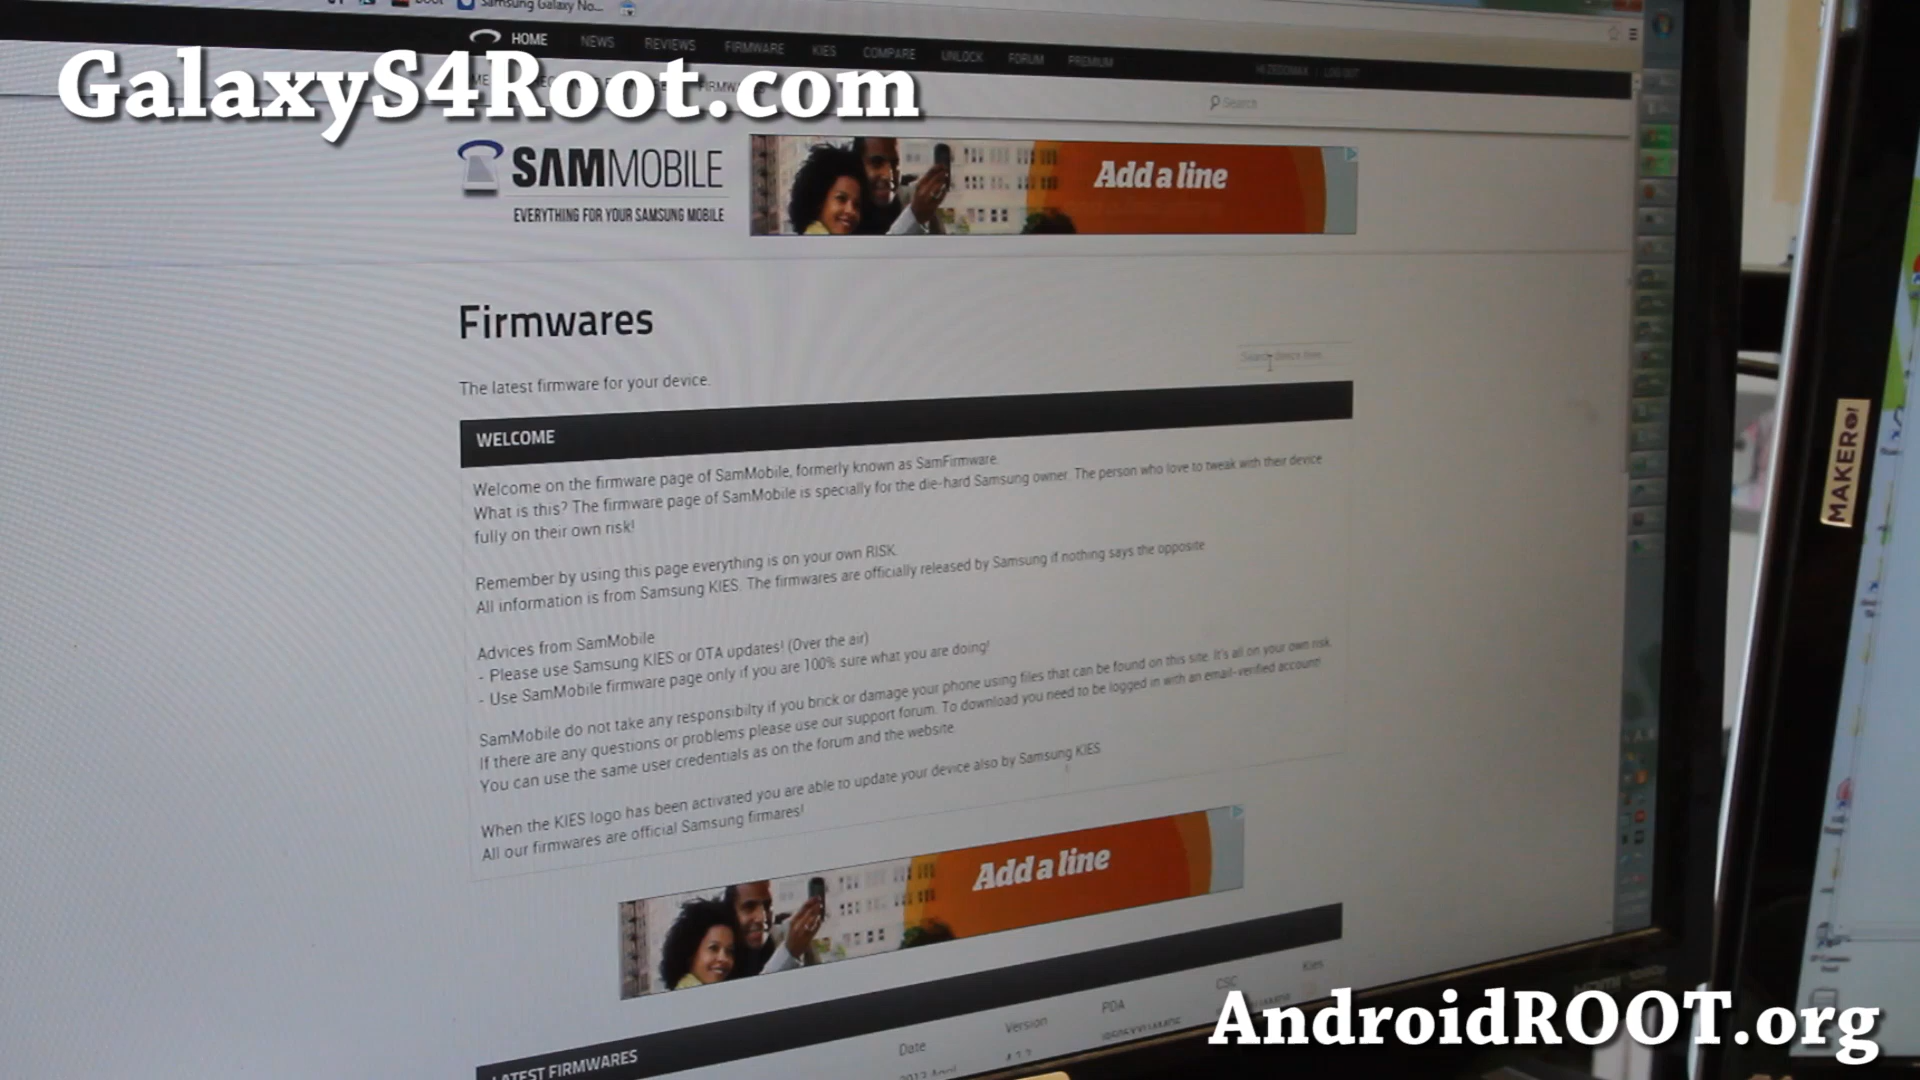 Samsung Galaxy No...
HOME NEWS REVIEWS FIRMWARE KIES COMPARE UNLOCK FORUM PREMIUM
LOG OUT
GalaxyS4Root.com
Search
SAMMOBILE
EVERYTHING FOR YOUR SAMSUNG MOBILE
Add a line
Firmwares
The latest firmware for your device.
WELCOME
Welcome on the firmware page of SamMobile, formerly known as SamFirmware.
What is this? The firmware page of SamMobile is specially for the die-hard Samsung owner. The person who love to tweak with their device
fully on their own risk!
Remember by using this page everything is on your own RISK.
All information is from Samsung KIES. The firmwares are officially released by Samsung if nothing says the opposite
Advices from SamMobile
- Please use Samsung KIES or OTA updates! (Over the air)
- Use SamMobile firmware page only if you are 100% sure what you are doing!
SamMobile do not take any responsibilty if you brick or damage your phone using files that can be found on this site. It's all on your own risk.
If there are any questions or problems please use our support forum. To download you need to be logged in with an email-verified account!
You can use the same user credentials as on the forum and the website.
When the KIES logo has been activated you are able to update your device also by Samsung KIES
All our firmwares are official Samsung firmares!
Add a line
LATEST FIRMWARES
Date Version PDA CSC Kies
MAKER
AndroidROOT.org